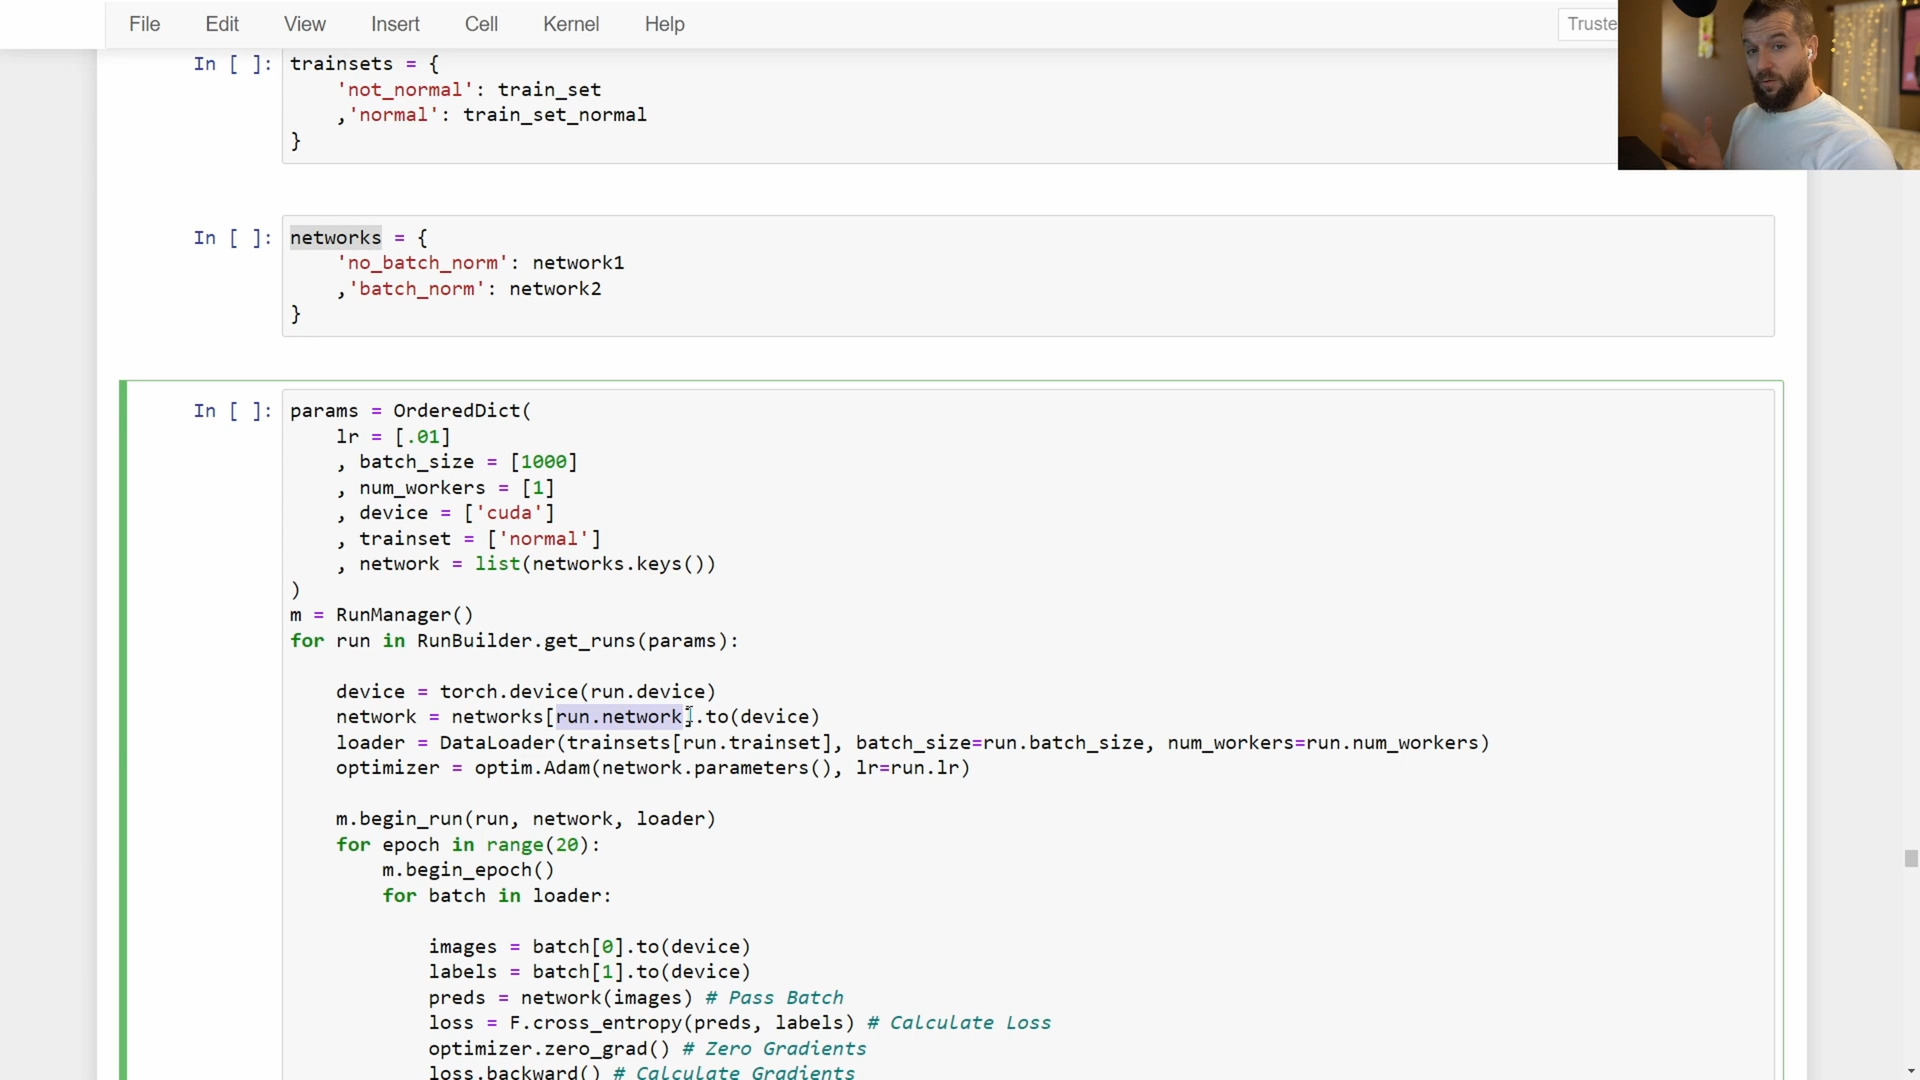 File Edit View Insert Cell Kernel Help Truste
In [ ]: trainsets = {
'not_normal': train_set
,'normal': train_set_normal
}
In [ ]: networks = {
'no_batch_norm': network1
,'batch_norm': network2
}
In [ ]: params = OrderedDict(
lr = [.01]
, batch_size = [1000]
, num_workers = [1]
, device = ['cuda']
, trainset = ['normal']
, network = list(networks.keys())
)
m = RunManager()
for run in RunBuilder.get_runs(params):
device = torch.device(run.device)
network = networks[run.network].to(device)
loader = DataLoader(trainsets[run.trainset], batch_size=run.batch_size, num_workers=run.num_workers)
optimizer = optim.Adam(network.parameters(), lr=run.lr)
m.begin_run(run, network, loader)
for epoch in range(20):
m.begin_epoch()
for batch in loader:
images = batch[0].to(device)
labels = batch[1].to(device)
preds = network(images) # Pass Batch
loss = F.cross_entropy(preds, labels) # Calculate Loss
optimizer.zero_grad() # Zero Gradients
loss.backward() # Calculate Gradients